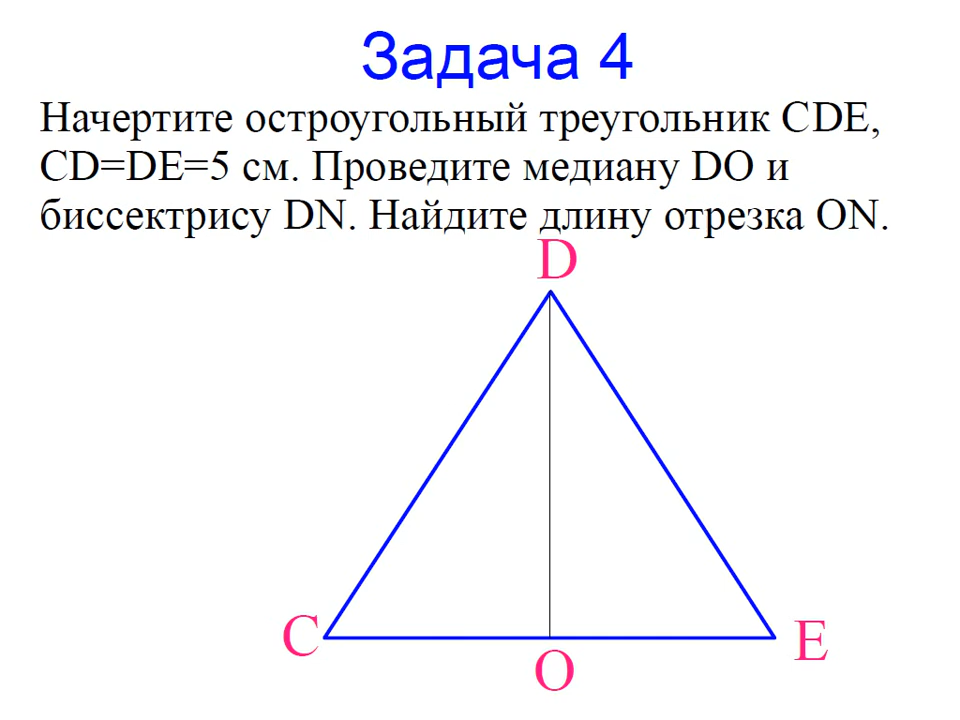 Задача 4
Начертите остроугольный треугольник CDE,
CD=DE=5 см. Проведите медиану DO и
биссектрису DN. Найдите длину отрезка ON.
D
C
E
O